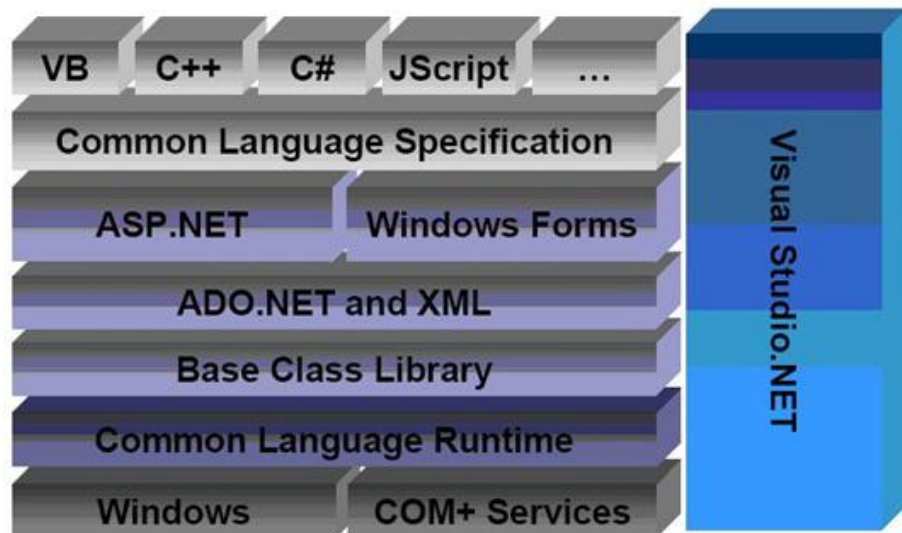 VB C++ C# JScript ...
Common Language Specification
ASP.NET Windows Forms
ADO.NET and XML
Base Class Library
Common Language Runtime
Windows COM+ Services
Visual Studio.NET